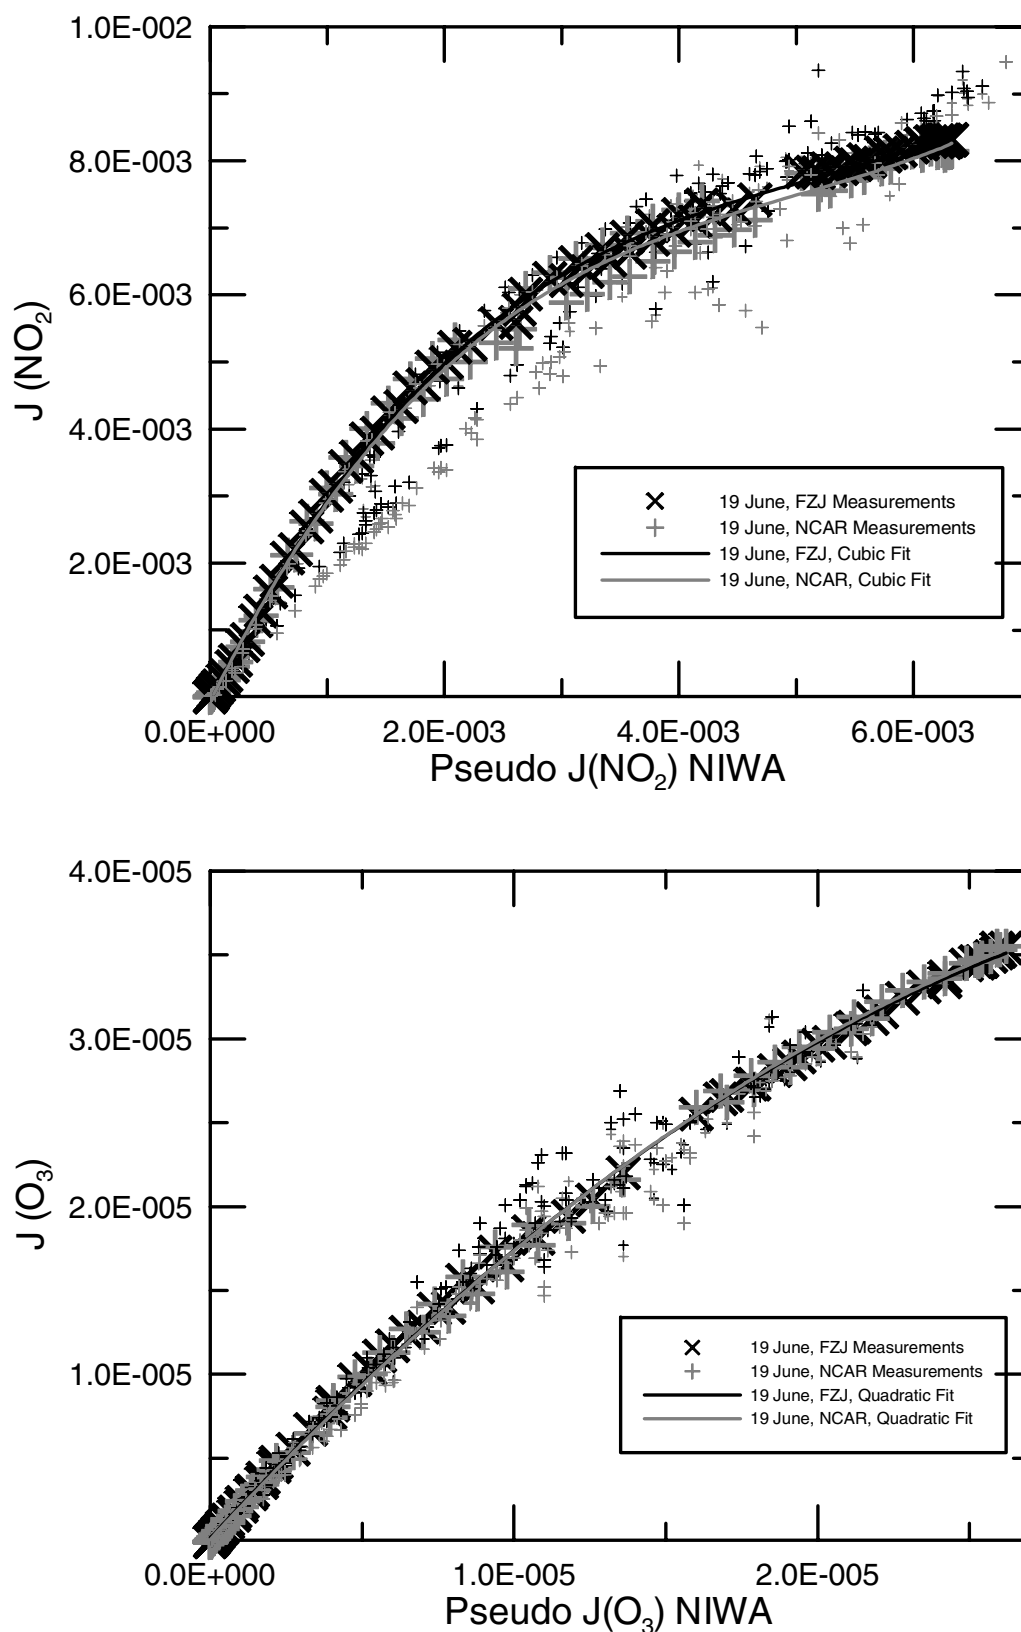 1.0E-002
8.0E-003
6.0E-003
4.0E-003
2.0E-003
J (NO2)
19 June, FZJ Measurements
19 June, NCAR Measurements
19 June, FZJ, Cubic Fit
19 June, NCAR, Cubic Fit
0.0E+000 2.0E-003 4.0E-003 6.0E-003
Pseudo J(NO2) NIWA
4.0E-005
3.0E-005
2.0E-005
1.0E-005
J (O3)
19 June, FZJ Measurements
19 June, NCAR Measurements
19 June, FZJ, Quadratic Fit
19 June, NCAR, Quadratic Fit
0.0E+000 1.0E-005 2.0E-005
Pseudo J(O3) NIWA